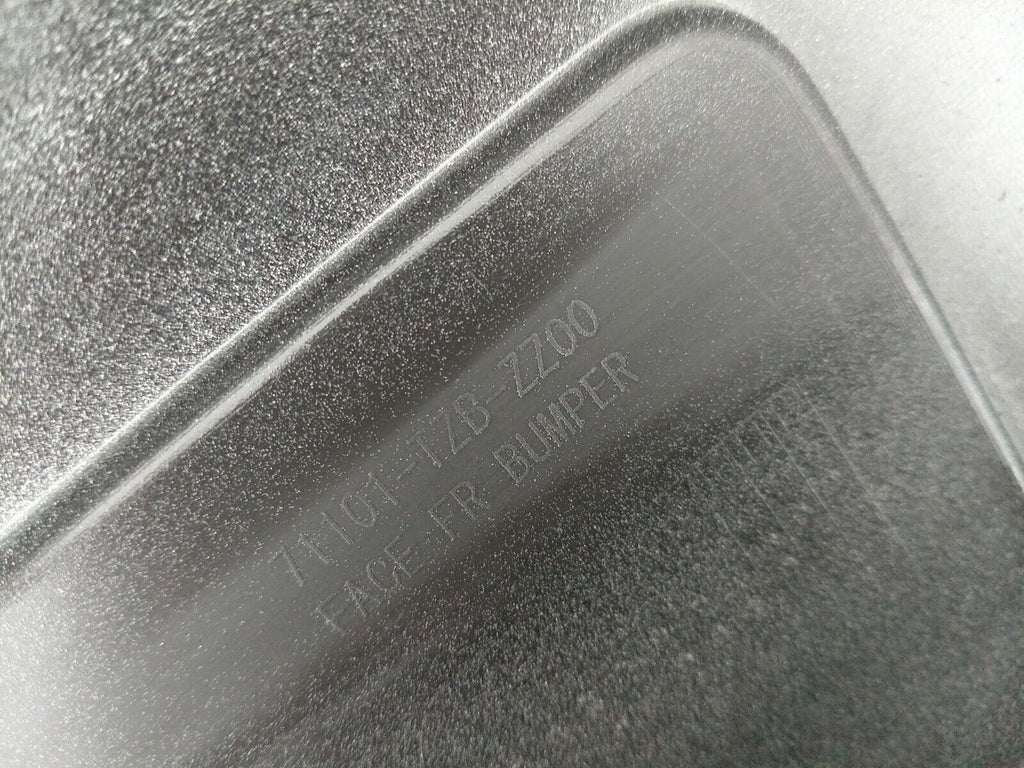 71101-TZB-ZZ00
FACE FR BUMPER